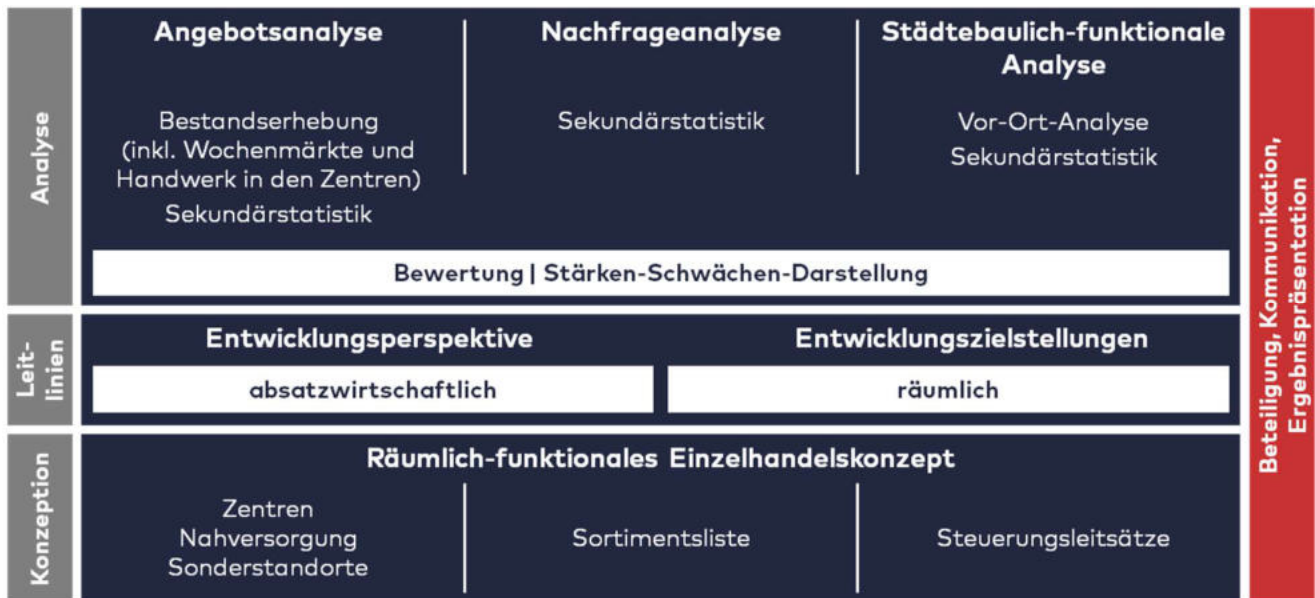 Analyse
Angebotsanalyse
Bestandserhebung
(inkl. Wochenmärkte und
Handwerk in den Zentren)
Sekundärstatistik
Nachfrageanalyse
Sekundärstatistik
Städtebaulich-funktionale
Analyse
Vor-Ort-Analyse
Sekundärstatistik
Bewertung | Stärken-Schwächen-Darstellung
Leit-
linien
Entwicklungsperspektive
absatzwirtschaftlich
Entwicklungszielstellungen
räumlich
Konzeption
Räumlich-funktionales Einzelhandelskonzept
Zentren
Nahversorgung
Sonderstandorte
Sortimentsliste
Steuerungsleitsätze
Beteiligung, Kommunikation,
Ergebnispräsentation